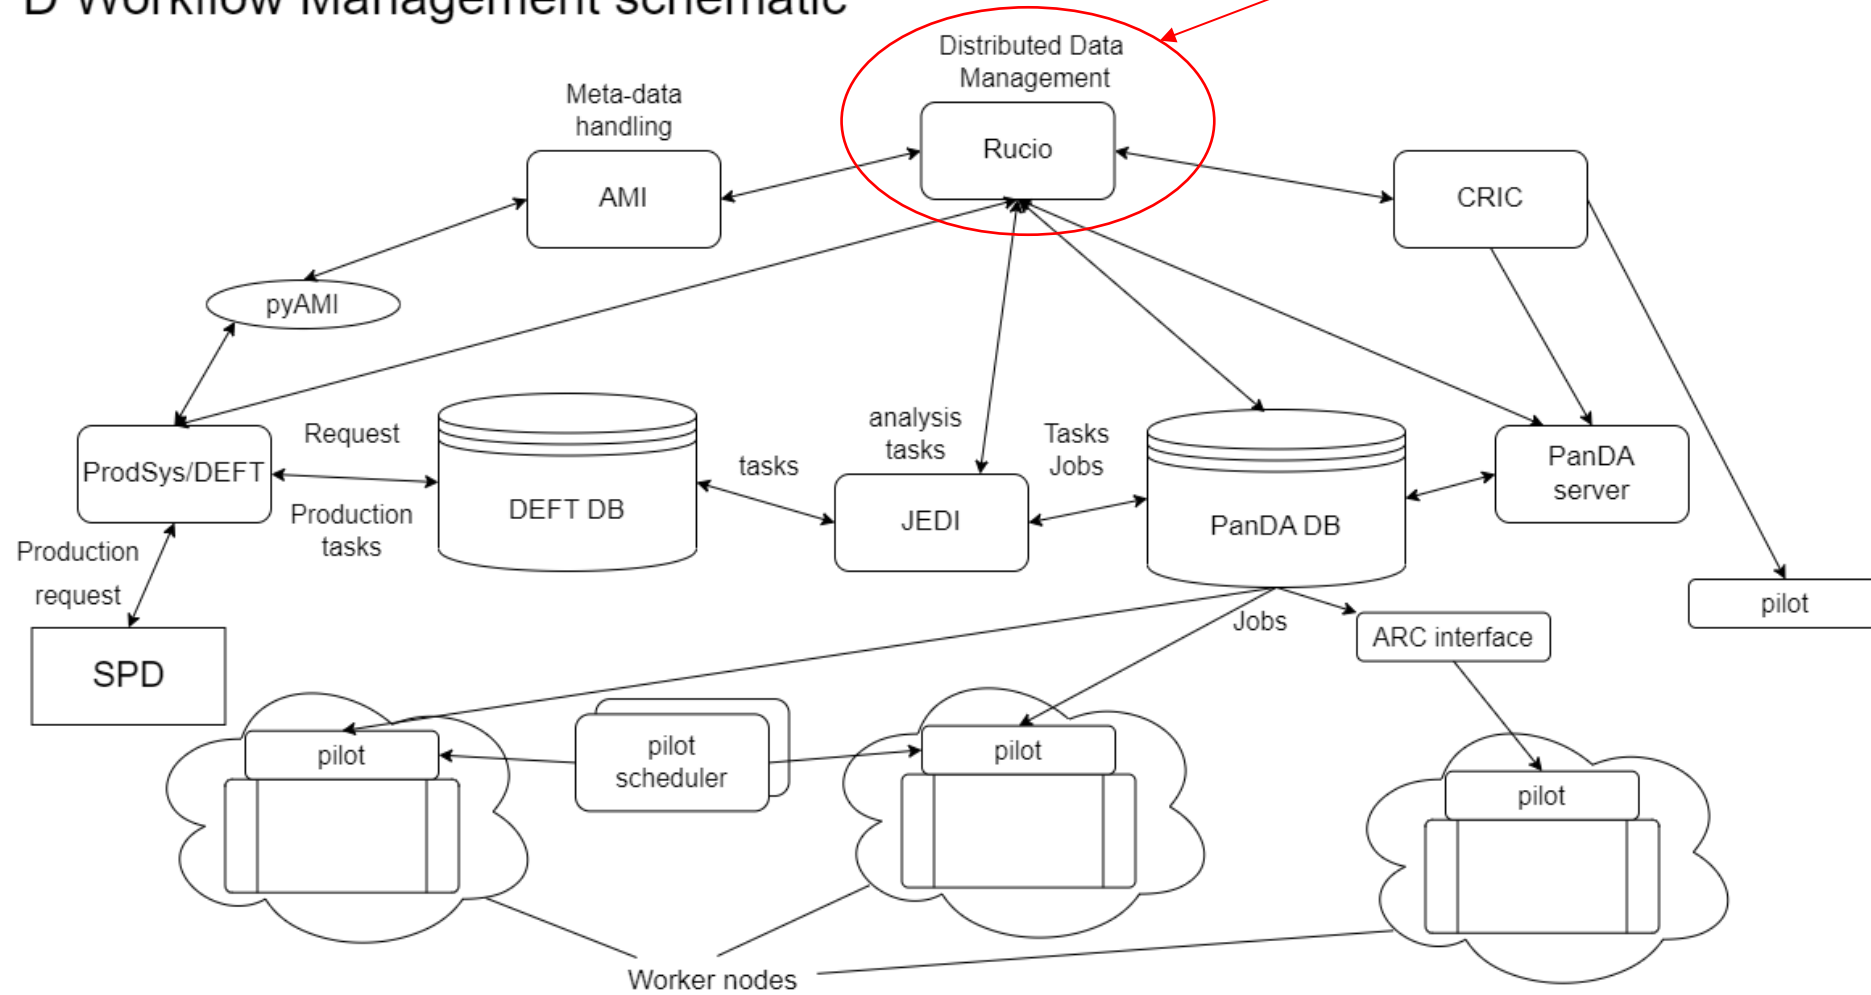 D Workflow Management schematic
Distributed Data
Management
Meta-data
handling
Rucio
AMI
CRIC
pyAMI
Request
analysis
tasks
Tasks
Jobs
tasks
ProdSys/DEFT
PanDA
server
DEFT DB
JEDI
PanDA DB
Production
tasks
Production
request
pilot
Jobs
ARC interface
SPD
pilot
pilot
scheduler
pilot
pilot
Worker nodes